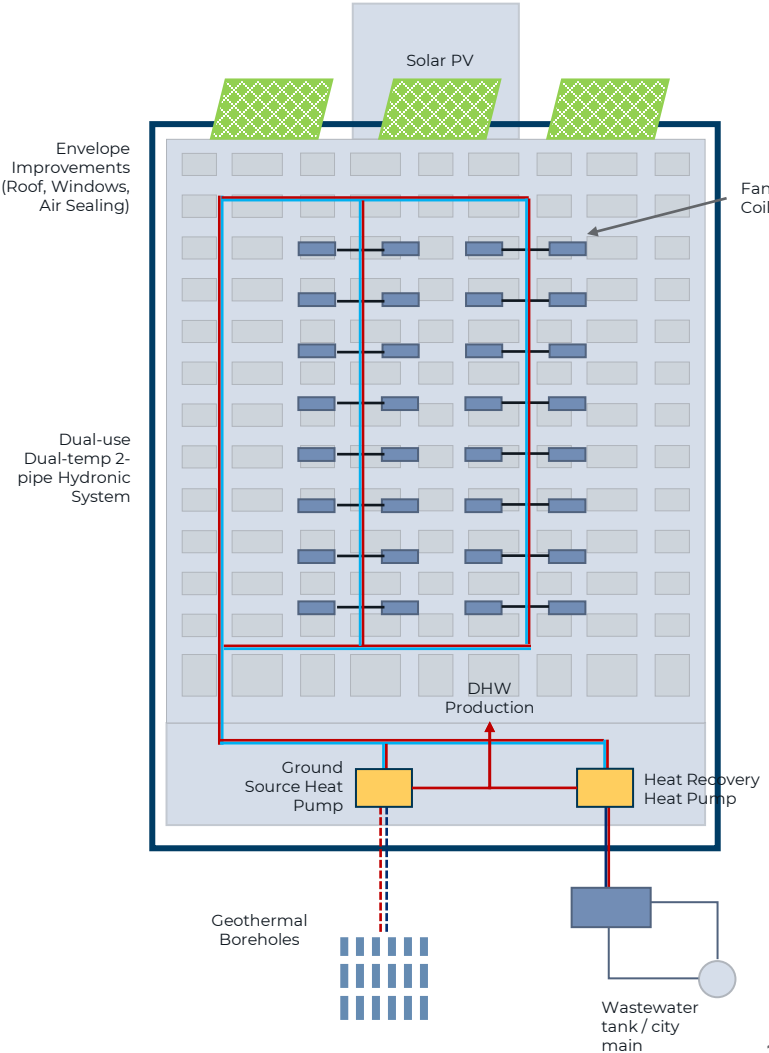 Solar PV
Envelope
Improvements
(Roof, Windows,
Air Sealing)
Fan
Coil
Dual-use
Dual-temp 2-
pipe Hydronic
System
DHW
Production
Ground
Source Heat
Pump
Heat Recovery
Heat Pump
Geothermal
Boreholes
Wastewater
tank / city
main